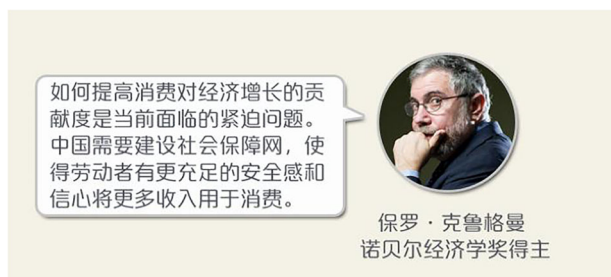 如何提高消费对经济增长的贡
献度是当前面临的紧迫问题。
中国需要建设社会保障网，使
得劳动者有更充足的安全感和
信心将更多收入用于消费。
保罗·克鲁格曼
诺贝尔经济学奖得主